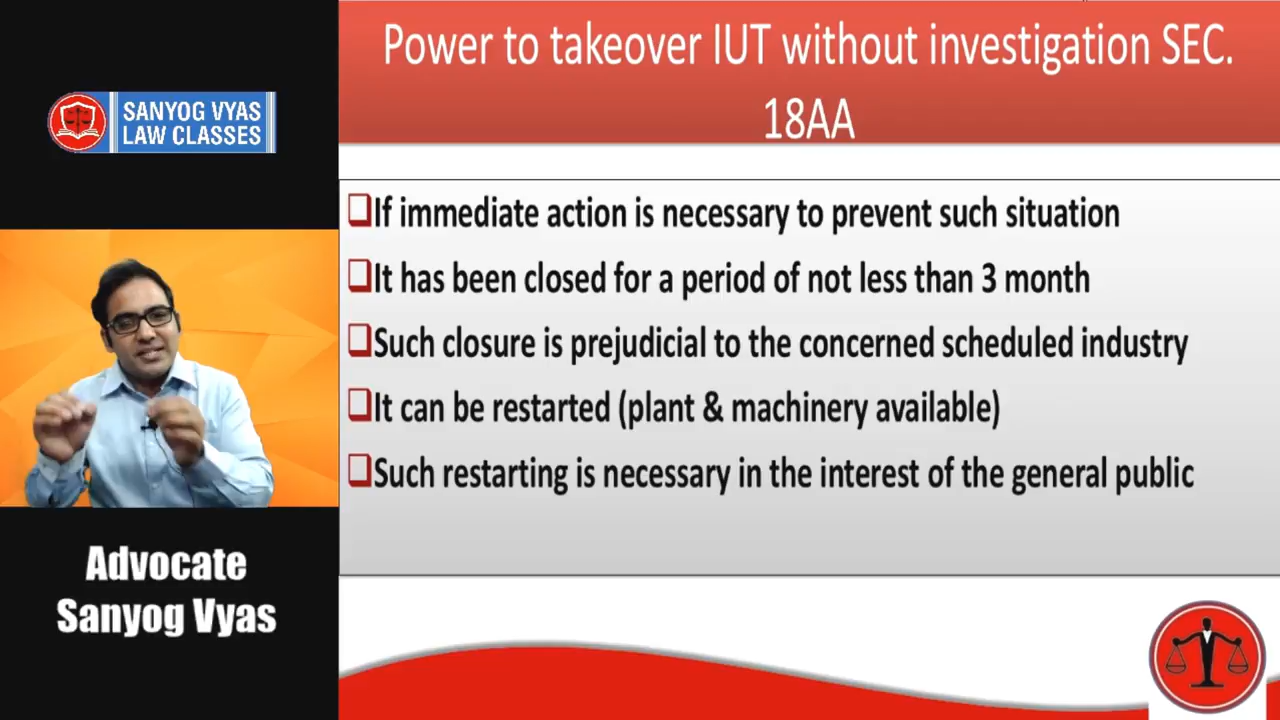 Power to takeover IUT without investigation SEC.
18AA
SANYOG VYAS
LAW CLASSES
If immediate action is necessary to prevent such situation
It has been closed for a period of not less than 3 month
Such closure is prejudicial to the concerned scheduled industry
It can be restarted (plant & machinery available)
Such restarting is necessary in the interest of the general public
Advocate
Sanyog Vyas